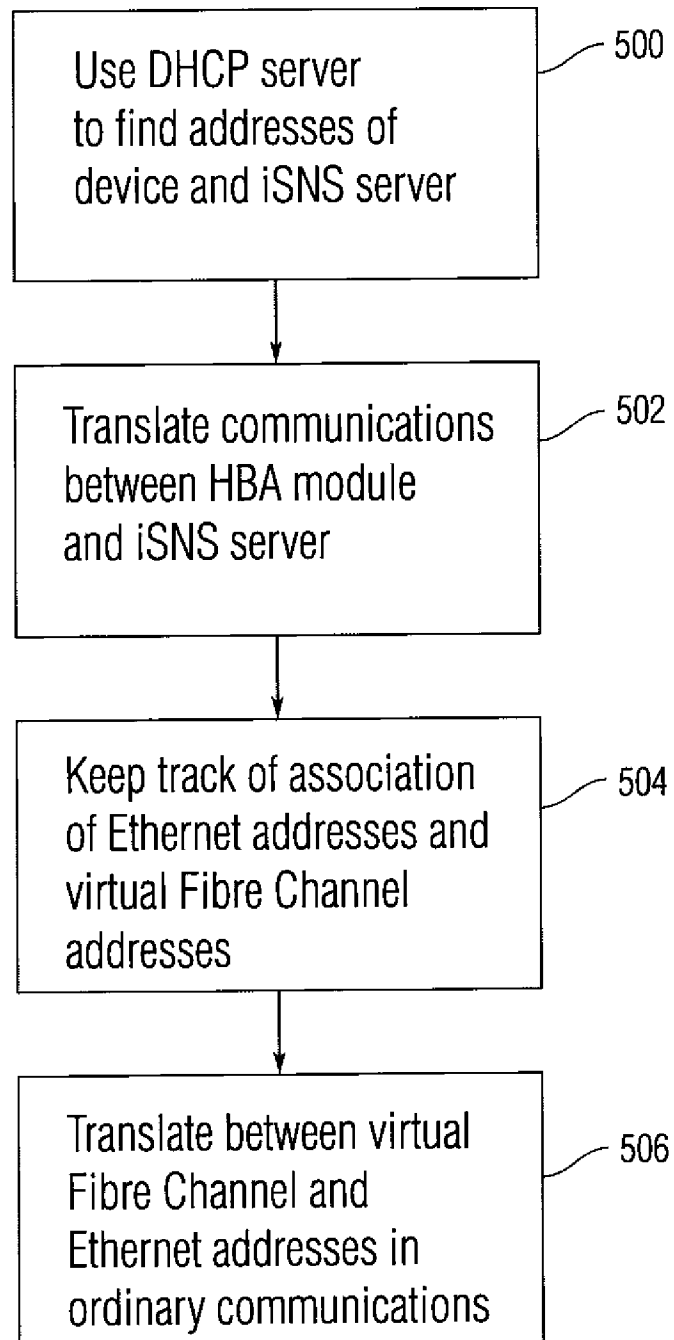 Use DHCP server
to find addresses of
device and iSNS server
500
Translate communications
between HBA module
and iSNS server
502
Keep track of association
of Ethernet addresses and
virtual Fibre Channel
addresses
504
Translate between virtual
Fibre Channel and
Ethernet addresses in
ordinary communications
506